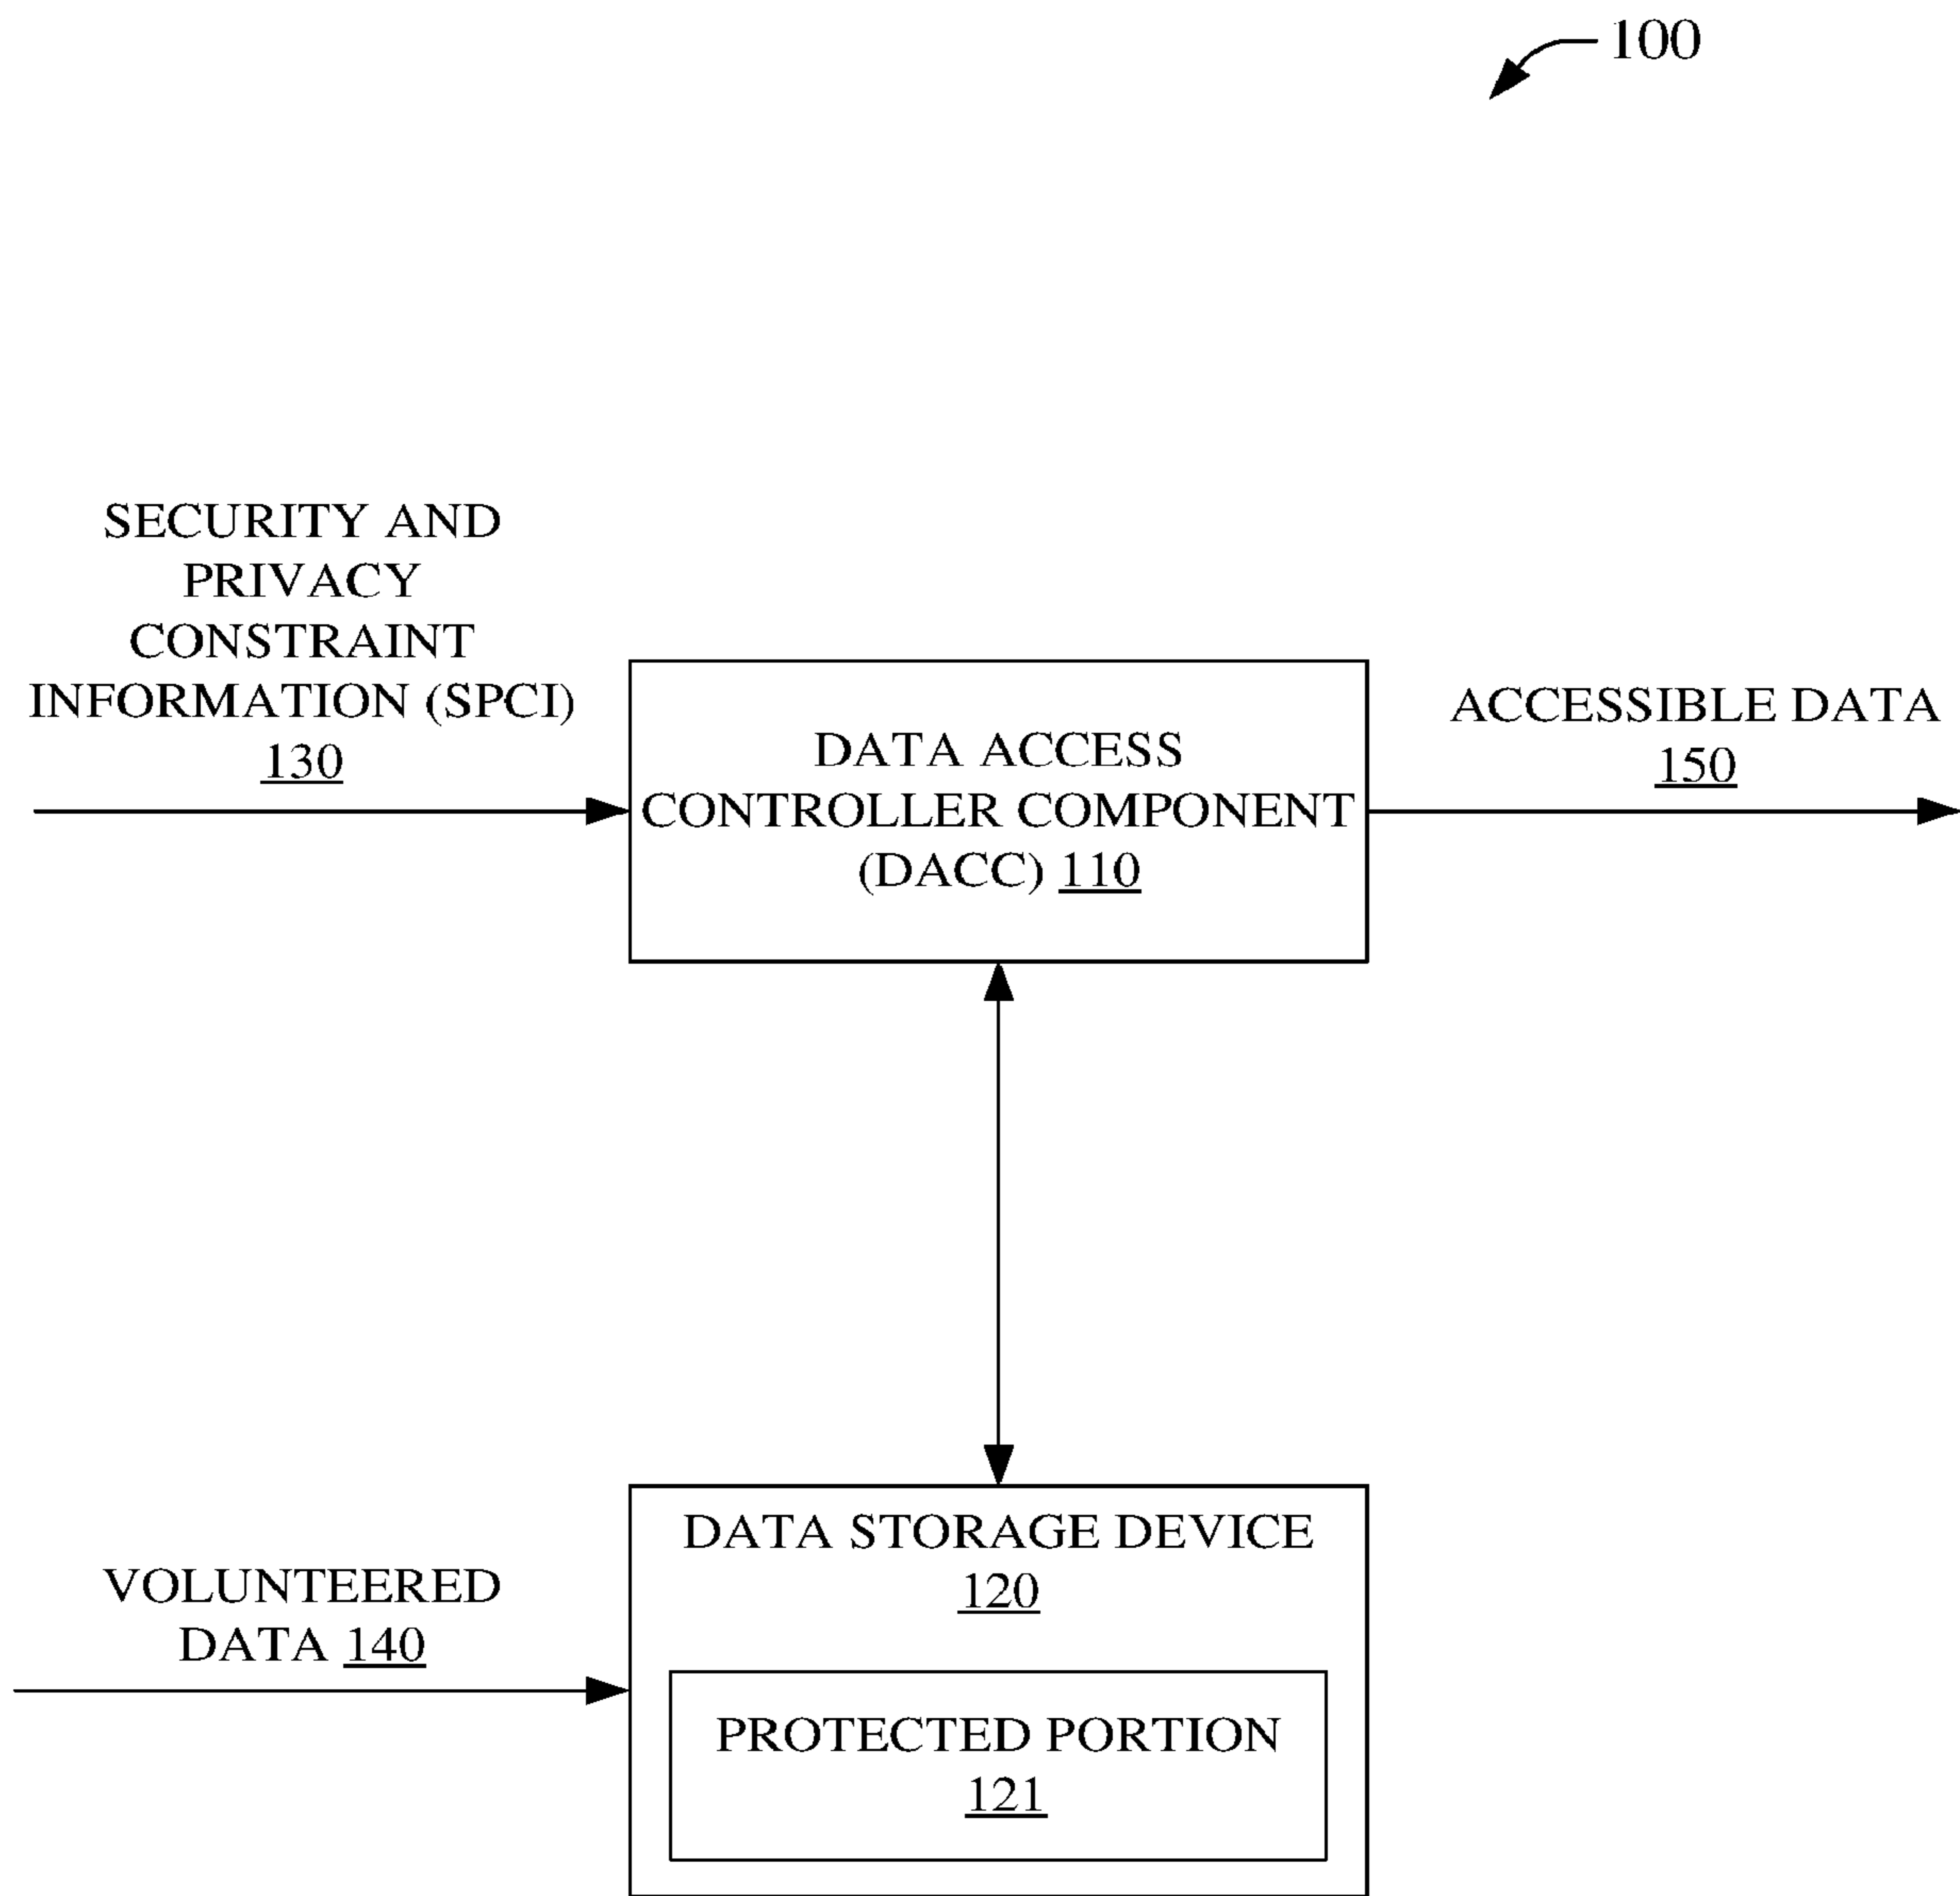 100
SECURITY AND
PRIVACY
CONSTRAINT
INFORMATION (SPCI)
130
DATA ACCESS
CONTROLLER COMPONENT
(DACC) 110
ACCESSIBLE DATA
150
VOLUNTEERED
DATA 140
DATA STORAGE DEVICE
120
PROTECTED PORTION
121